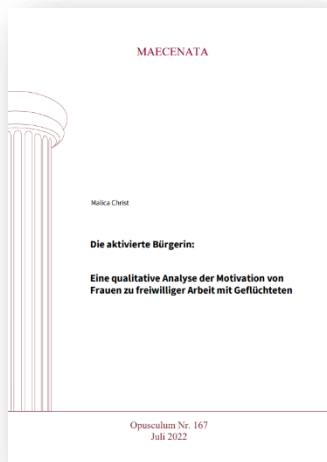 MAECENATA
Malica Christ
Die aktivierte Bürgerin:
Eine qualitative Analyse der Motivation von
Frauen zu freiwilliger Arbeit mit Geflüchteten
Opusculum Nr. 167
Juli 2022